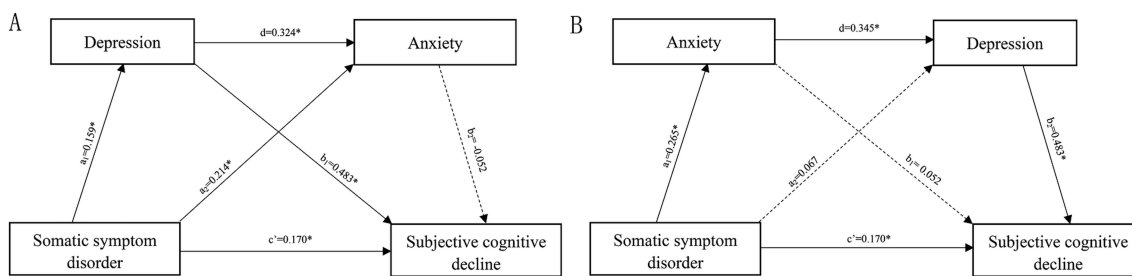 A
Depression
d=0.324*
Anxiety
a₁=0.159*
a₂=0.214*
b₁=0.483*
b₂= -0.052
Somatic symptom
disorder
c’=0.170*
Subjective cognitive
decline
B
Anxiety
d=0.345*
Depression
a₁=0.265*
a₂=0.067
b₁= 0.052
b₂=0.483*
Somatic symptom
disorder
c’=0.170*
Subjective cognitive
decline